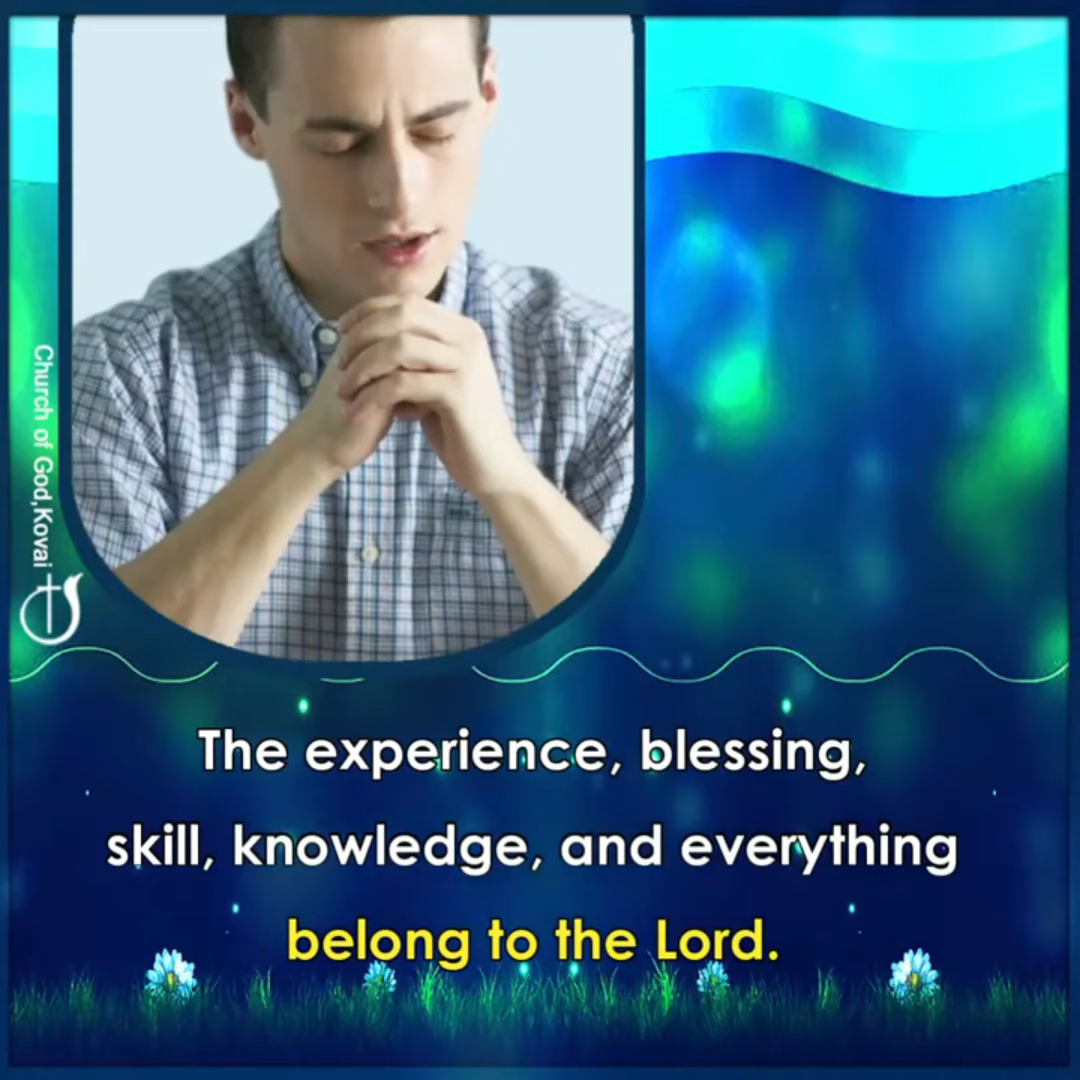 Church of God,Kovai
The experience, blessing,
skill, knowledge, and everything
belong to the Lord.